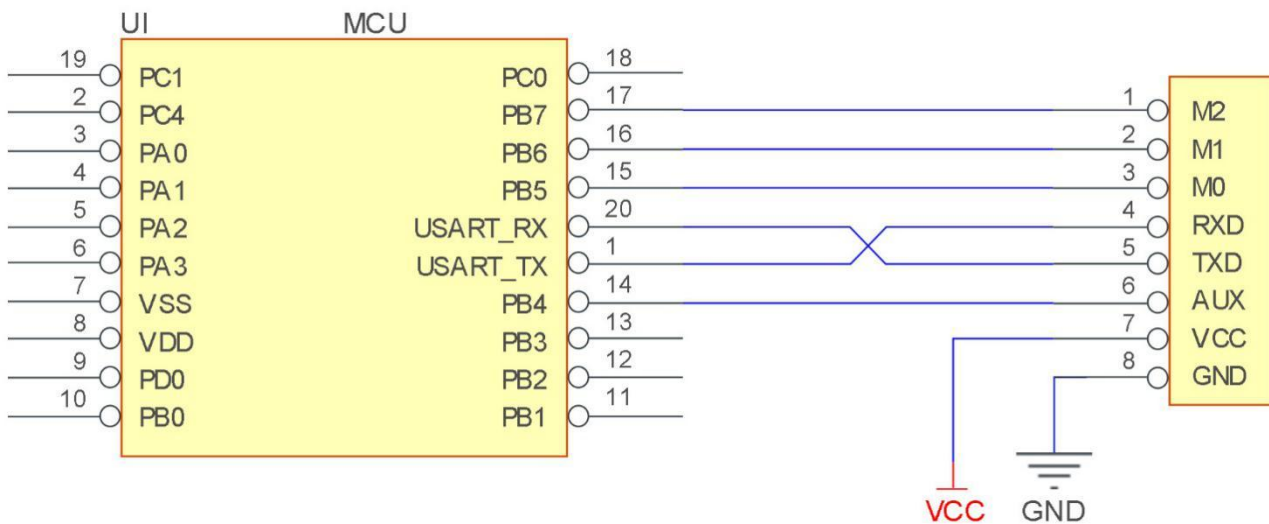 UI MCU
19 PC1 PC0 18
2 PC4 PB7 17
3 PA0 PB6 16
4 PA1 PB5 15
5 PA2 USART_RX 20
6 PA3 USART_TX 1
7 VSS PB4 14
8 VDD PB3 13
9 PD0 PB2 12
10 PB0 PB1 11
1 M2
2 M1
3 M0
4 RXD
5 TXD
6 AUX
7 VCC
8 GND
VCC GND